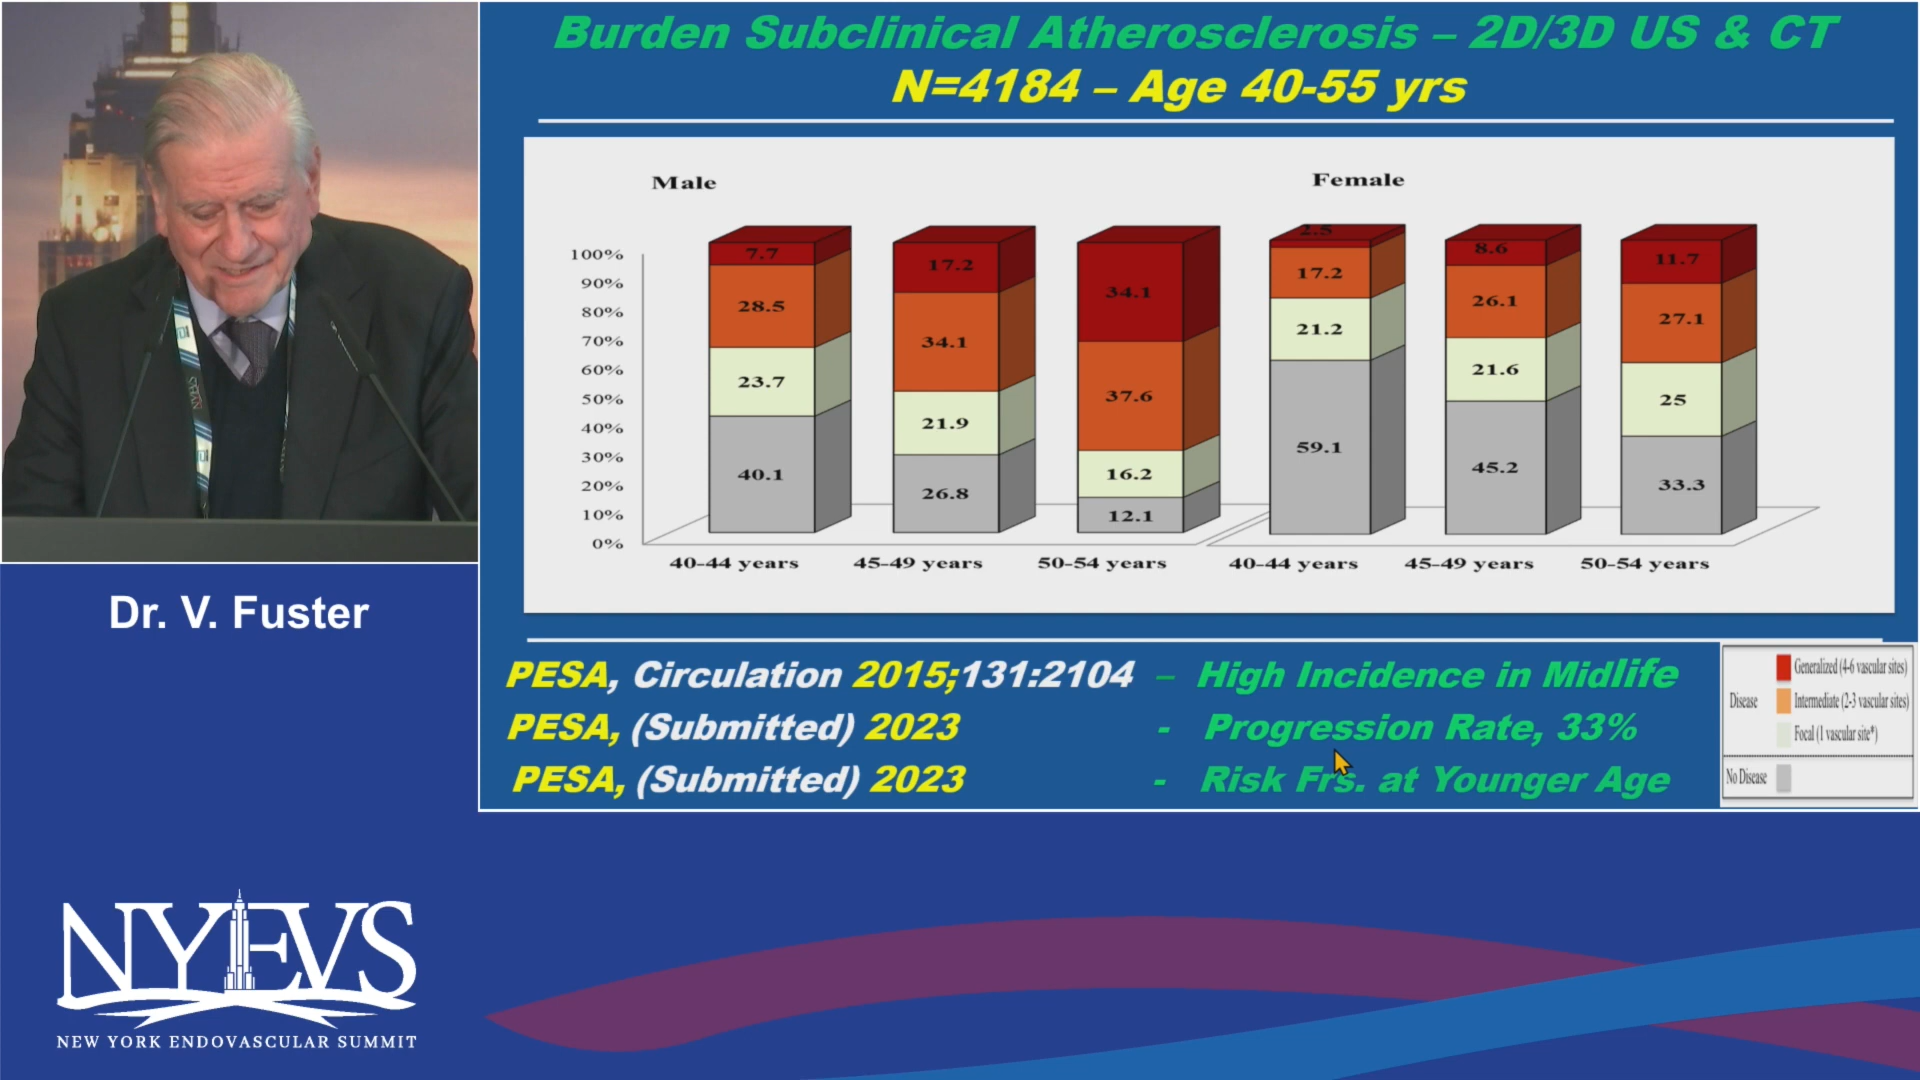 Burden Subclinical Atherosclerosis – 2D/3D US & CT
N=4184 – Age 40-55 yrs
Male
Female
100%
90%
80%
70%
60%
50%
40%
30%
20%
10%
0%
7.7
28.5
23.7
40.1
17.2
34.1
21.9
26.8
34.1
37.6
16.2
12.1
2.5
17.2
21.2
59.1
8.6
26.1
21.6
45.2
11.7
27.1
25
33.3
40-44 years
45-49 years
50-54 years
40-44 years
45-49 years
50-54 years
Dr. V. Fuster
PESA, Circulation 2015;131:2104 – High Incidence in Midlife
PESA, (Submitted) 2023 - Progression Rate, 33%
PESA, (Submitted) 2023 - Risk Frs. at Younger Age
Disease
Generalized (4-6 vascular sites)
Intermediate (2-3 vascular sites)
Focal (1 vascular site*)
No Disease
NYEVS
NEW YORK ENDOVASCULAR SUMMIT